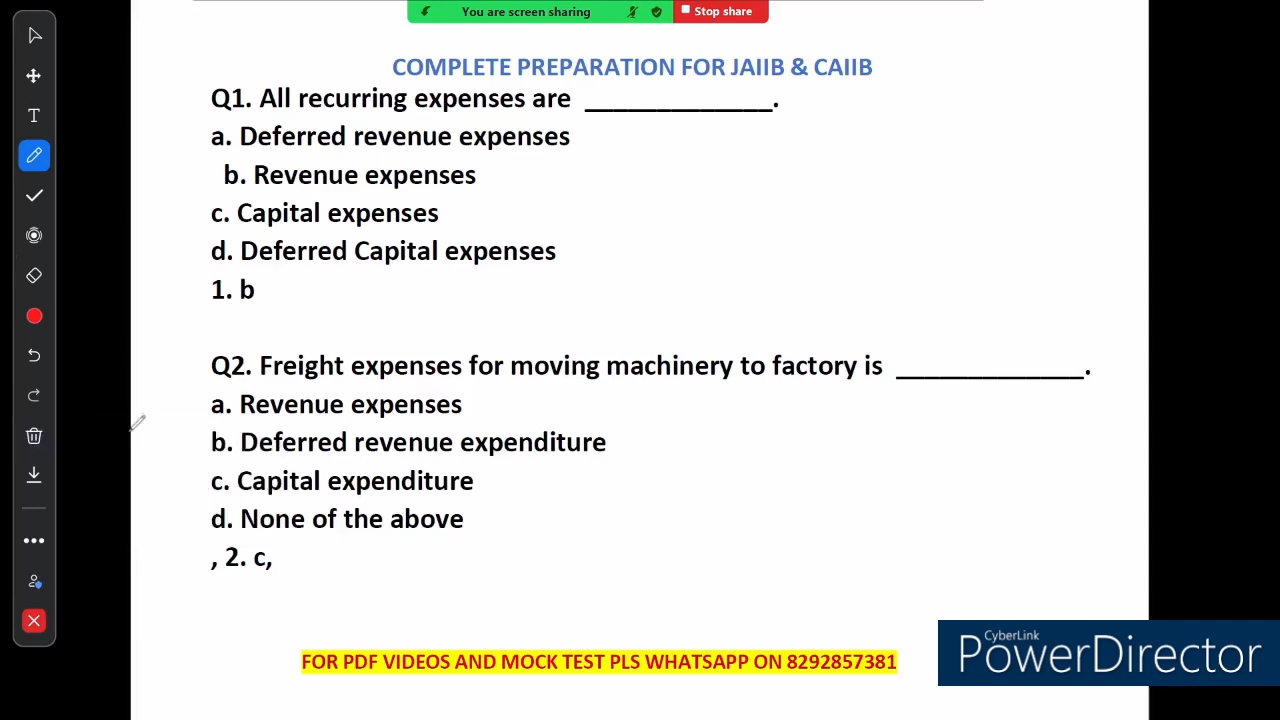 You are screen sharing
Stop share
COMPLETE PREPARATION FOR JAIIB & CAIIB
Q1. All recurring expenses are _____________.
a. Deferred revenue expenses
b. Revenue expenses
c. Capital expenses
d. Deferred Capital expenses
1. b
Q2. Freight expenses for moving machinery to factory is _____________.
a. Revenue expenses
b. Deferred revenue expenditure
c. Capital expenditure
d. None of the above
, 2. c,
FOR PDF VIDEOS AND MOCK TEST PLS WHATSAPP ON 8292857381
CyberLink
PowerDirector
T